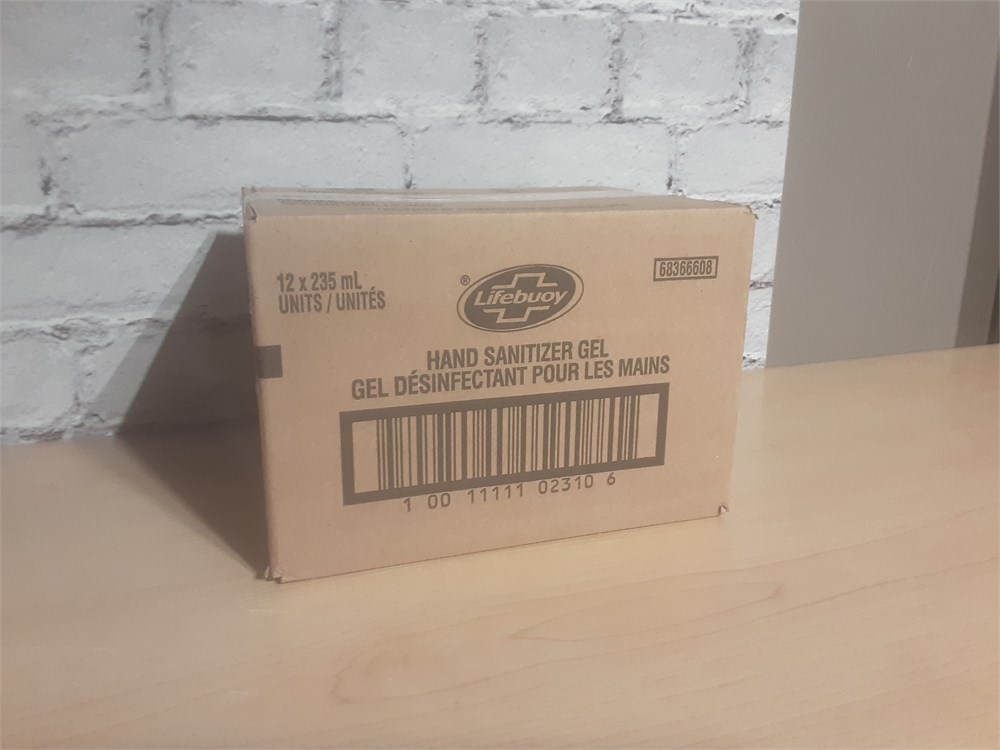 12 x 235 mL
UNITS / UNITÉS
® Lifebuoy
68366608
HAND SANITIZER GEL
GEL DÉSINFECTANT POUR LES MAINS
1 00 11111 02310 6